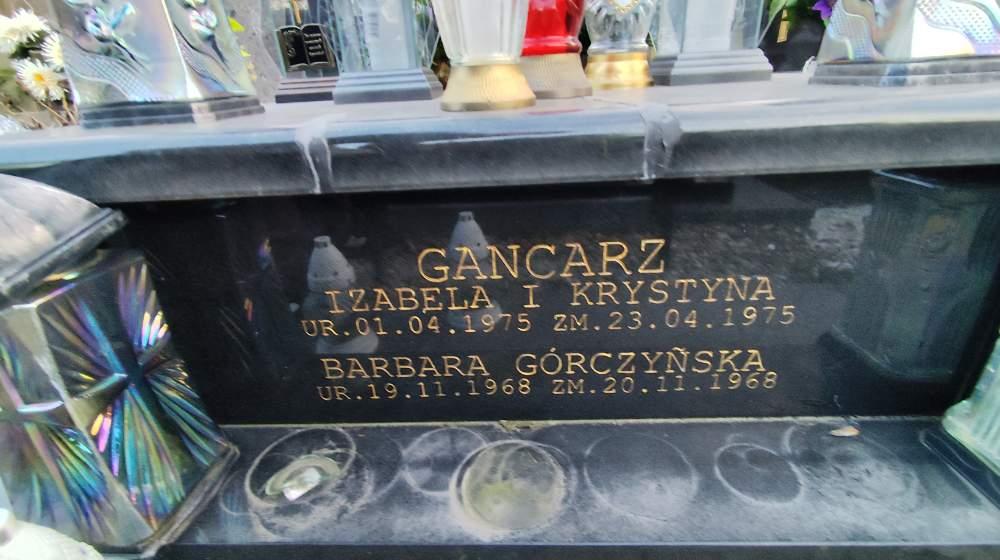 GANCARZ
IZABELA I KRYSTYNA
UR.01.04.1975 ZM.23.04.1975
BARBARA GÓRCZYÑSKA
UR.19.11.1968 ZM.20.11.1968